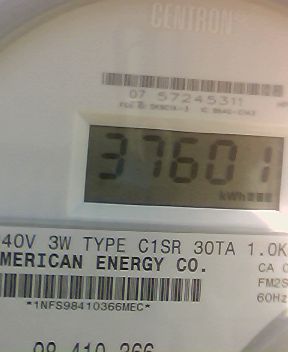 CENTRON
07 57245311
37601
kWh
40V 3W TYPE C1SR 30TA 1.0K
MERICAN ENERGY CO.
CA 0
FM2S
60Hz
*1NFS98410366MEC*
98 410 366